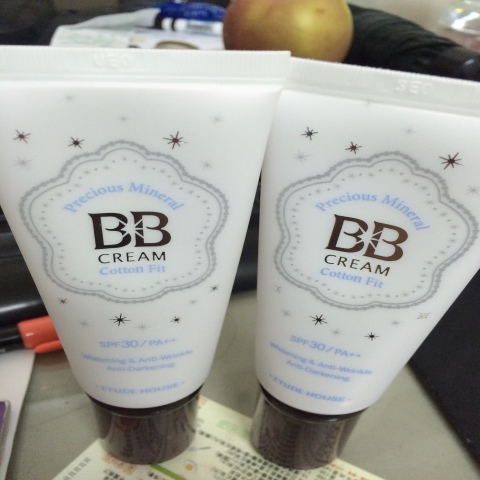 Precious Mineral
BB
CREAM
Cotton Fit
SPF30/PA++
Whitening & Anti-Wrinkle
Anti-Darkening
ETUDE HOUSE
Precious Mineral
BB
CREAM
Cotton Fit
SPF30/PA++
Whitening & Anti-Wrinkle
Anti-Darkening
ETUDE HOUSE